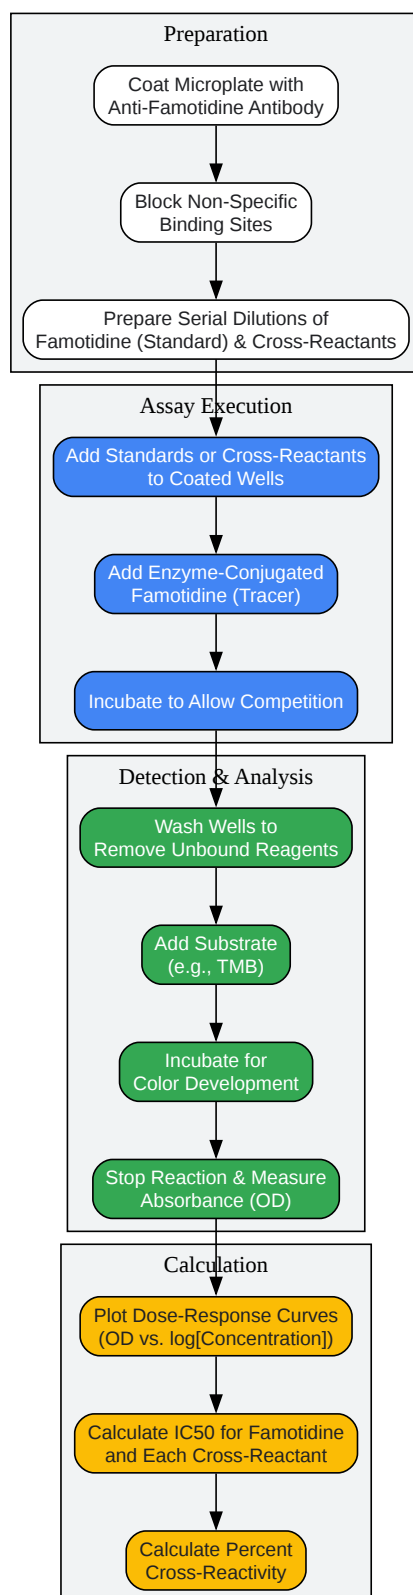 Preparation
Coat Microplate with
Anti-Famotidine Antibody
Block Non-Specific
Binding Sites
Prepare Serial Dilutions of
Famotidine (Standard) & Cross-Reactants
Assay Execution
Add Standards or Cross-Reactants
to Coated Wells
Add Enzyme-Conjugated
Famotidine (Tracer)
Incubate to Allow Competition
Detection & Analysis
Wash Wells to
Remove Unbound Reagents
Add Substrate
(e.g., TMB)
Incubate for
Color Development
Stop Reaction & Measure
Absorbance (OD)
Calculation
Plot Dose-Response Curves
(OD vs. log[Concentration])
Calculate IC50 for Famotidine
and Each Cross-Reactant
Calculate Percent
Cross-Reactivity